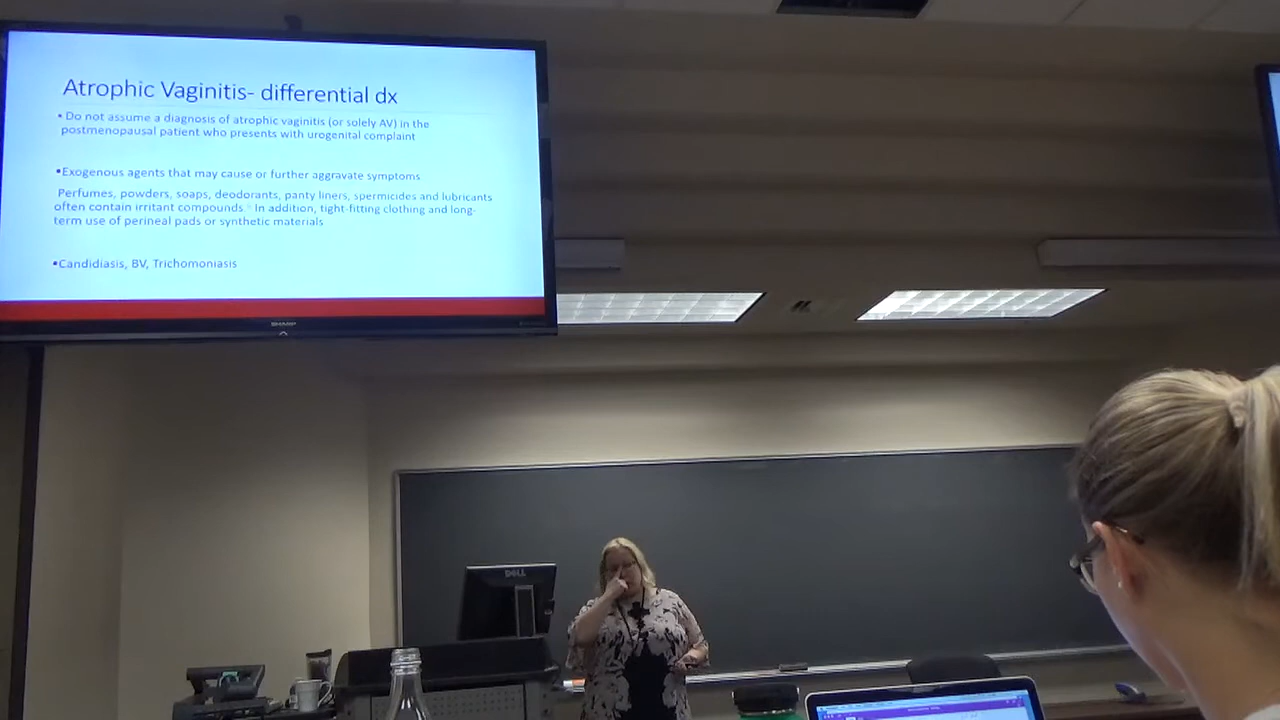 Atrophic Vaginitis- differential dx
• Do not assume a diagnosis of atrophic vaginitis (or solely AV) in the
postmenopausal patient who presents with urogenital complaint
•Exogenous agents that may cause or further aggravate symptoms
Perfumes, powders, soaps, deodorants, panty liners, spermicides and lubricants
often contain irritant compounds. In addition, tight-fitting clothing and long-
term use of perineal pads or synthetic materials
•Candidiasis, BV, Trichomoniasis
SHARP
DELL